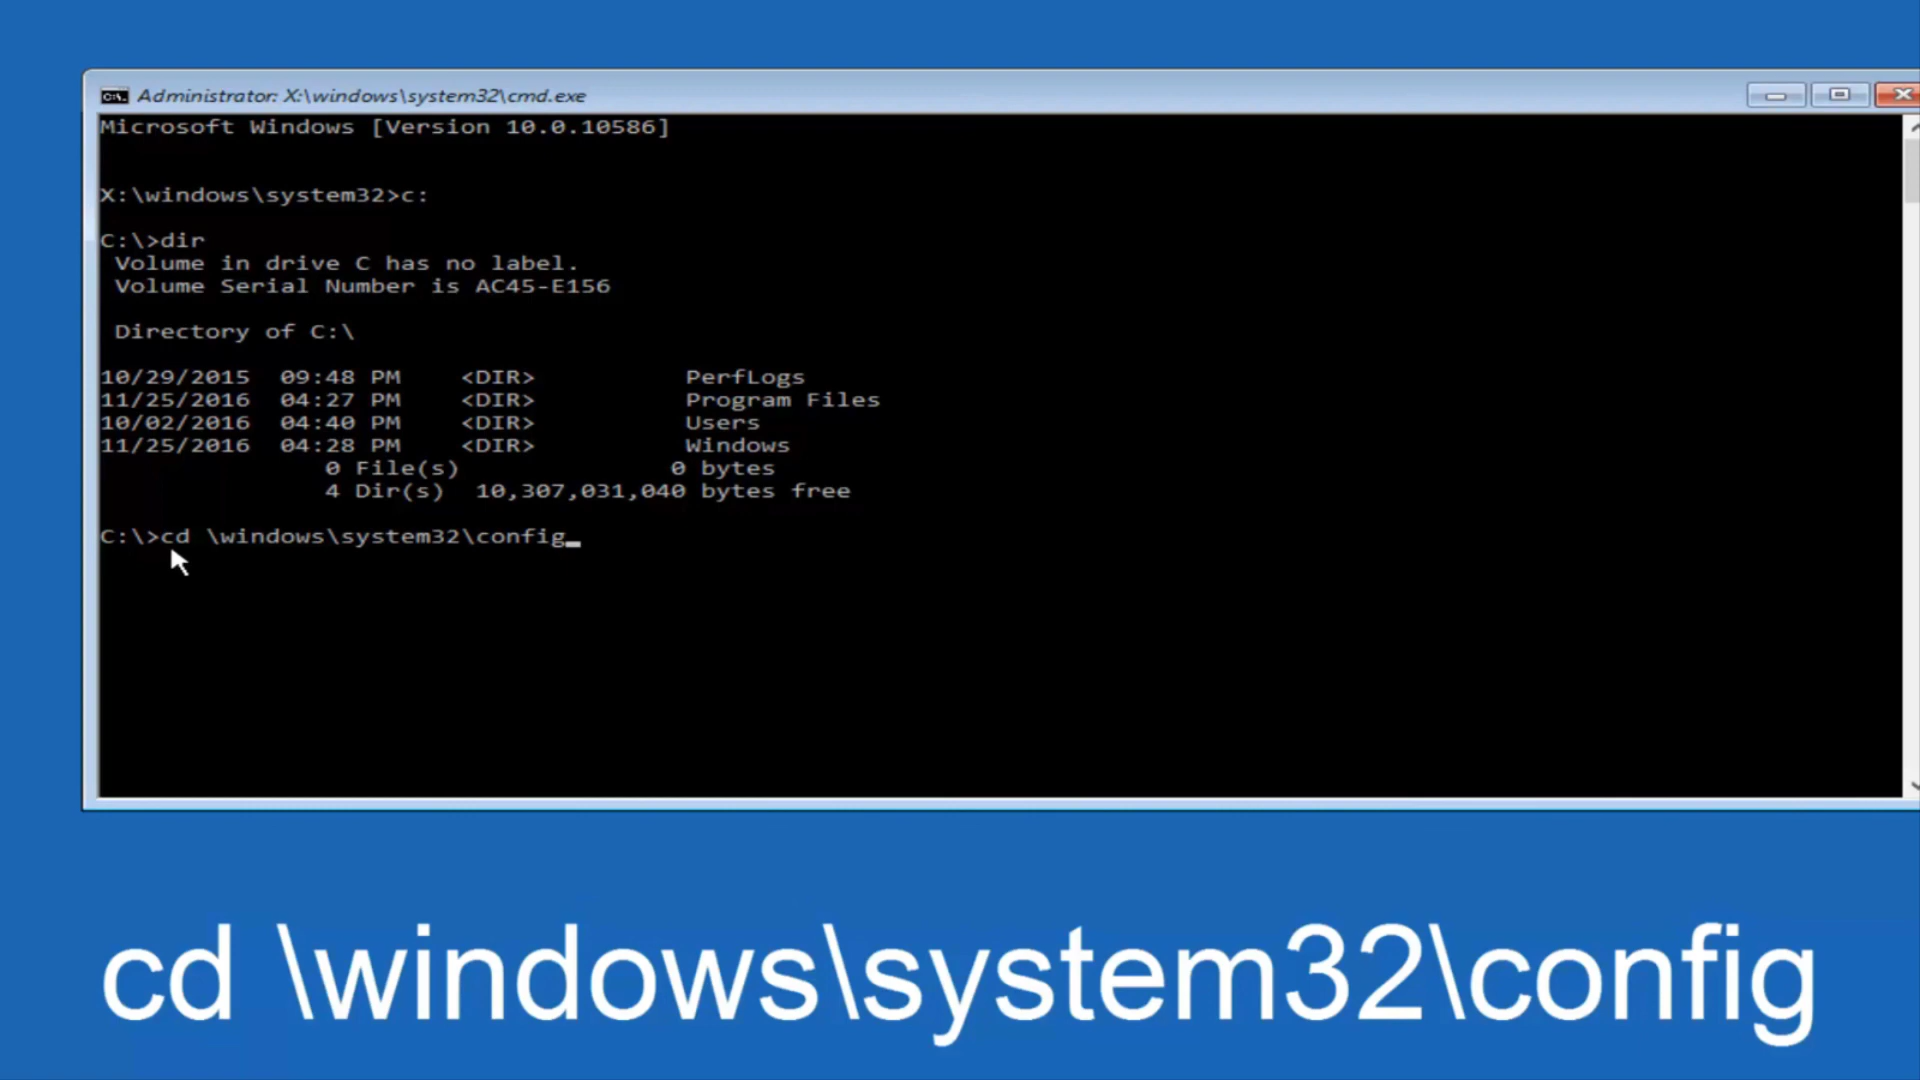 Administrator: X:\windows\system32\cmd.exe
Microsoft Windows [Version 10.0.10586]
X:\windows\system32>c:
C:\>dir
Volume in drive C has no label.
Volume Serial Number is AC45-E156
Directory of C:\
10/29/2015 09:48 PM <DIR> PerfLogs
11/25/2016 04:27 PM <DIR> Program Files
10/02/2016 04:40 PM <DIR> Users
11/25/2016 04:28 PM <DIR> Windows
0 File(s) 0 bytes
4 Dir(s) 10,307,031,040 bytes free
C:\>cd \windows\system32\config_
cd \windows\system32\config